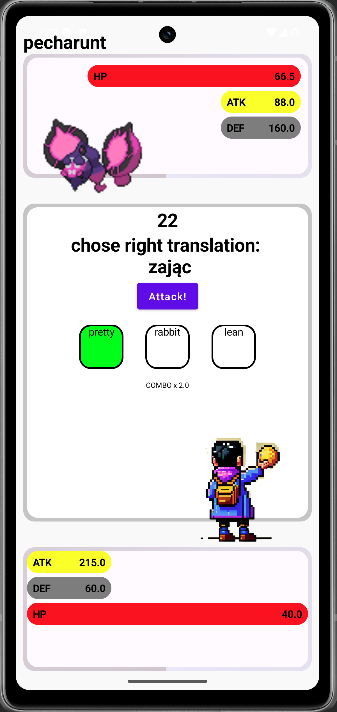 pecharunt
HP 66.5
ATK 88.0
DEF 160.0
22
chose right translation:
zając
Attack!
pretty rabbit lean
COMBO x 2.0
ATK 215.0
DEF 60.0
HP 40.0